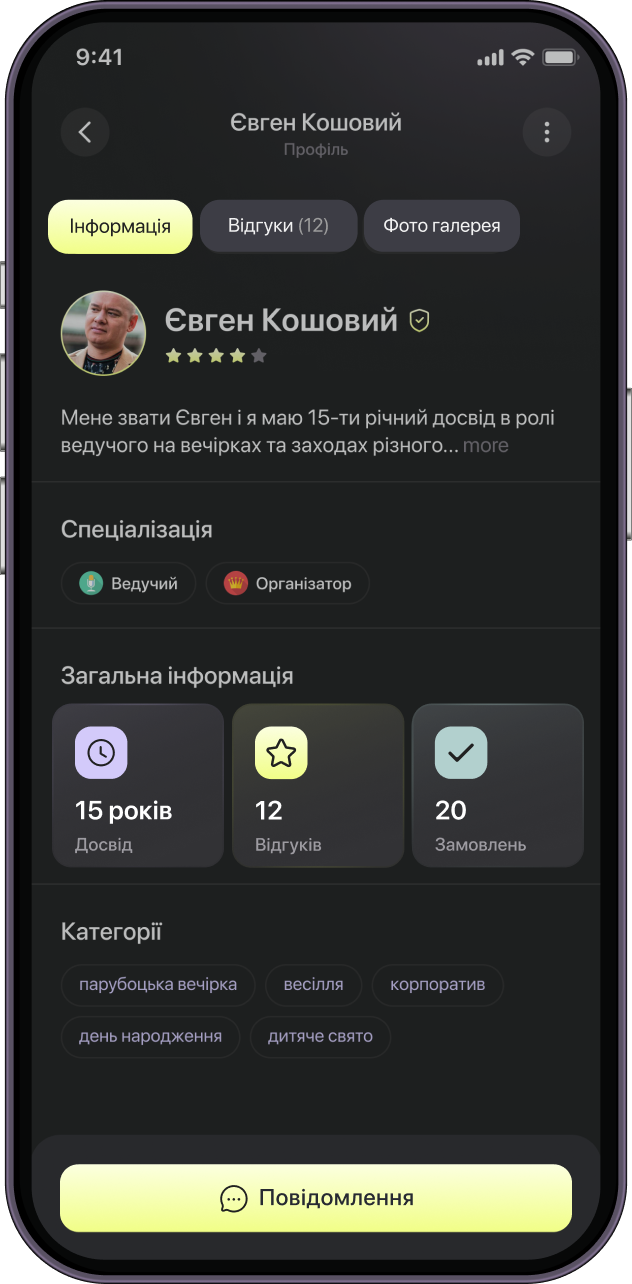 9:41
Євген Кошовий
Профіль
Інформація
Відгуки (12)
Фото галерея
Євген Кошовий
Мене звати Євген і я маю 15-ти річний досвід в ролі
ведучого на вечірках та заходах різного... more
Спеціалізація
Ведучий
Організатор
Загальна інформація
15 років
Досвід
12
Відгуків
20
Замовлень
Категорії
парубоцька вечірка
весілля
корпоратив
день народження
дитяче свято
Повідомлення